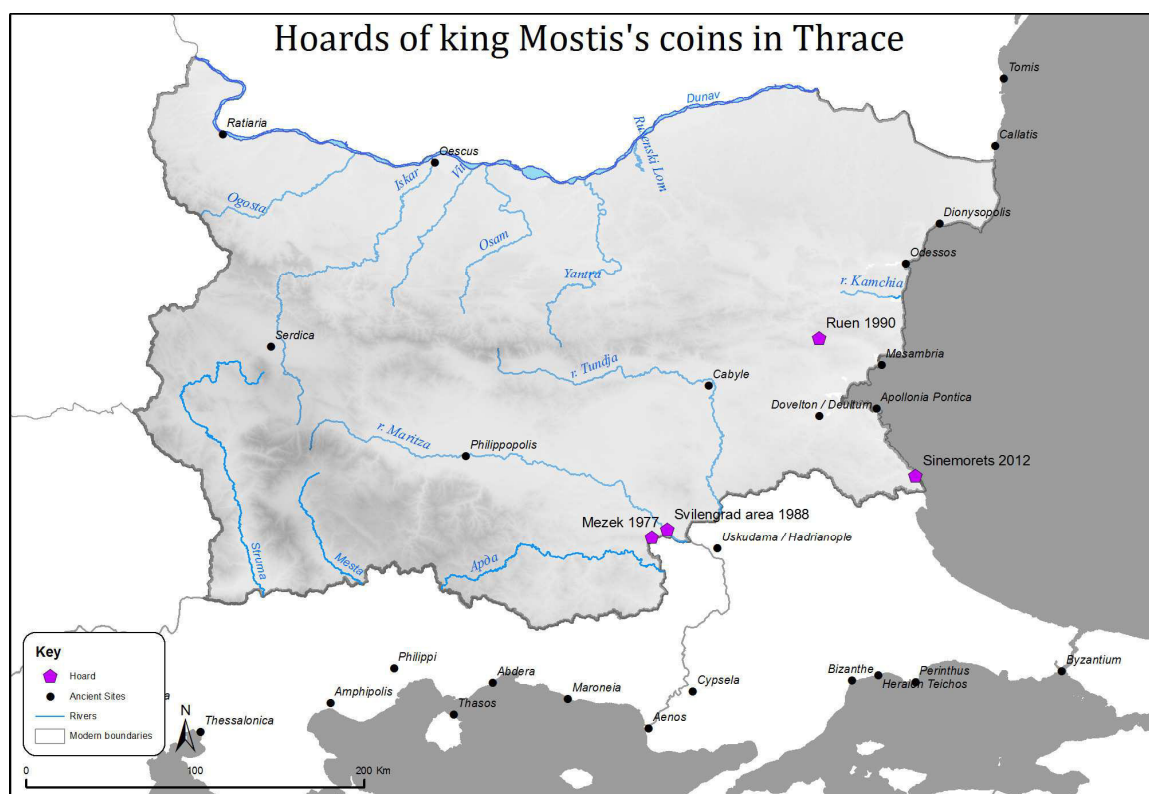 Hoards of king Mostis's coins in Thrace
Tomis
Dunav
Ratiaria
Callatis
Rusenski Lom
Oescus
Iskar
Vit
Ogosta
Dionysopolis
Osam
Odessos
Yantra
r. Kamchia
Ruen 1990
Serdica
Mesambria
r. Tundja
Cabyle
Dovelton / Deultum
Apollonia Pontica
r. Maritza
Philippopolis
Sinemorets 2012
Mezek 1977
Svilengrad area 1988
Uskudama / Hadrianople
Struma
Mesta
Арда
Key
Hoard
Ancient Sites
Rivers
Modern boundaries
N
a
Philippi
Abdera
Amphipolis
Thasos
Maroneia
Cypsela
Aenos
Bizanthe
Perinthus
Heraion Teichos
Byzantium
Thessalonica
0
100
200 Km